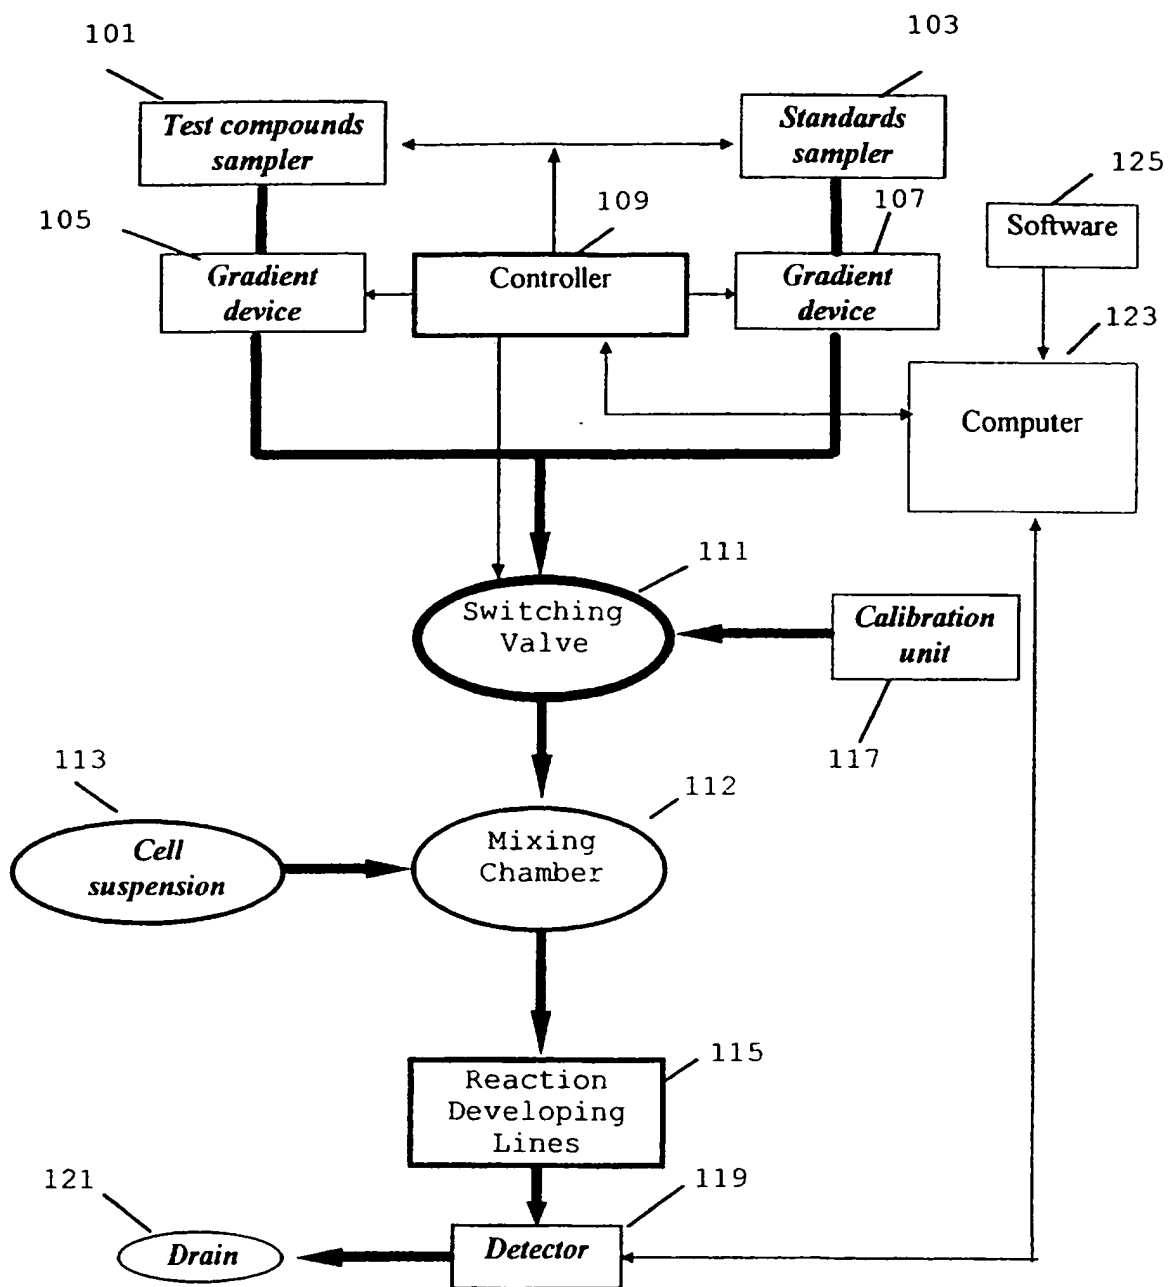 101
103
Test compounds
sampler
Standards
sampler
125
109
107
105
Software
Gradient
device
Controller
Gradient
device
123
Computer
111
Switching
Valve
Calibration
unit
117
113
112
Cell
suspension
Mixing
Chamber
115
Reaction
Developing
Lines
121
119
Drain
Detector